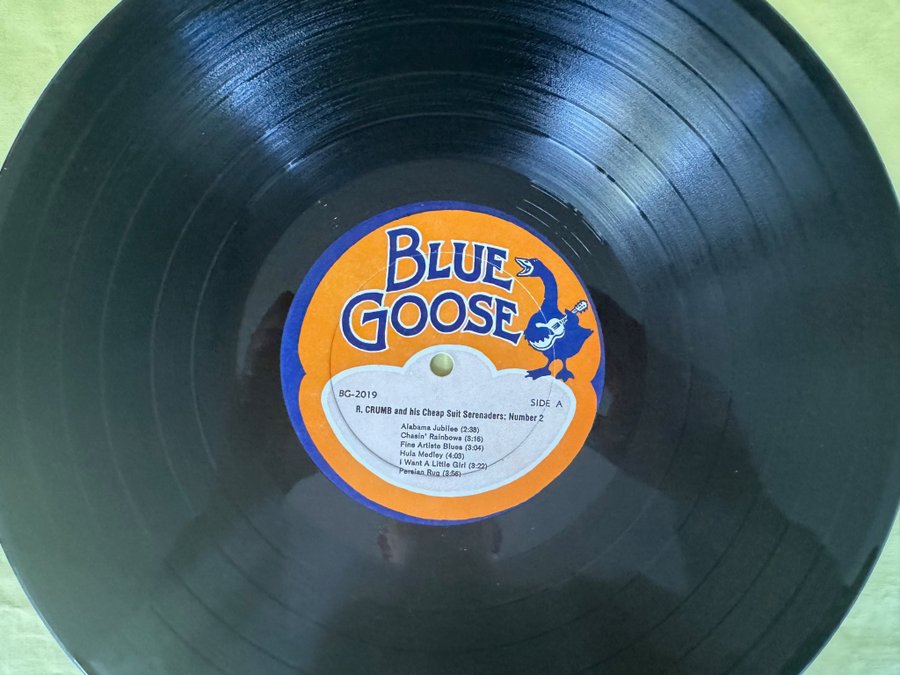 BLUE
GOOSE
BG-2019
SIDE A
R. CRUMB and his Cheap Suit Serenaders: Number 2
Alabama Jubilee (2:38)
Chasin' Rainbows (3:16)
Fine Artiste Blues (3:04)
Hula Medley (4:03)
I Want A Little Girl (3:22)
Persian Rug (3:56)